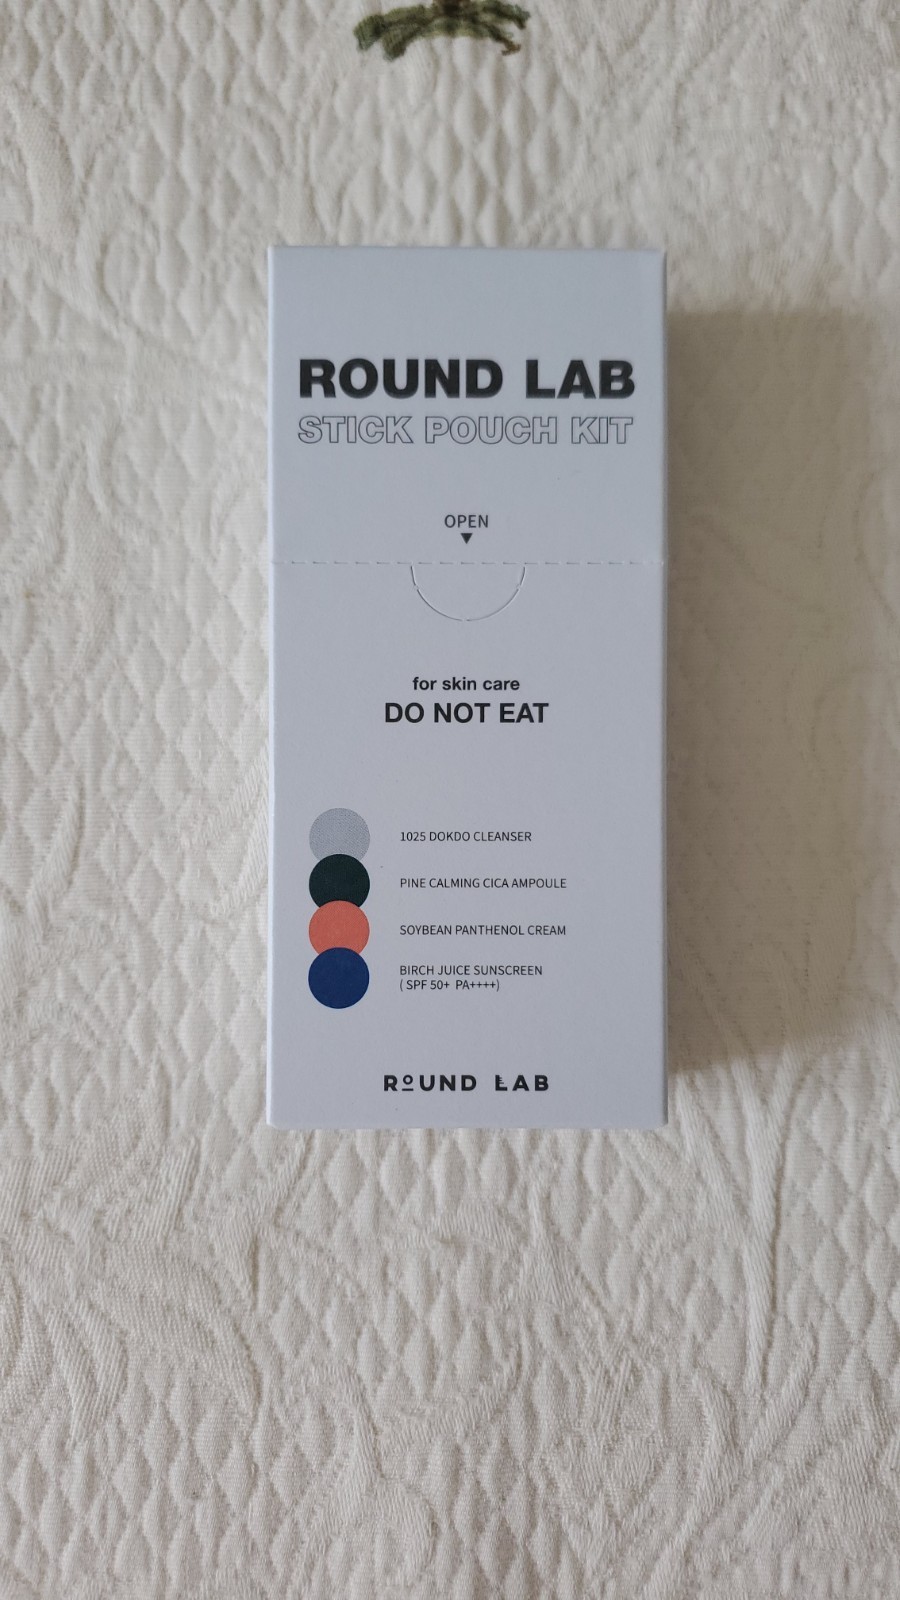 ROUND LAB
STICK POUCH KIT
OPEN
for skin care
DO NOT EAT
1025 DOKDO CLEANSER
PINE CALMING CICA AMPOULE
SOYBEAN PANTHENOL CREAM
BIRCH JUICE SUNSCREEN
( SPF 50+ PA++++)
ROUND LAB